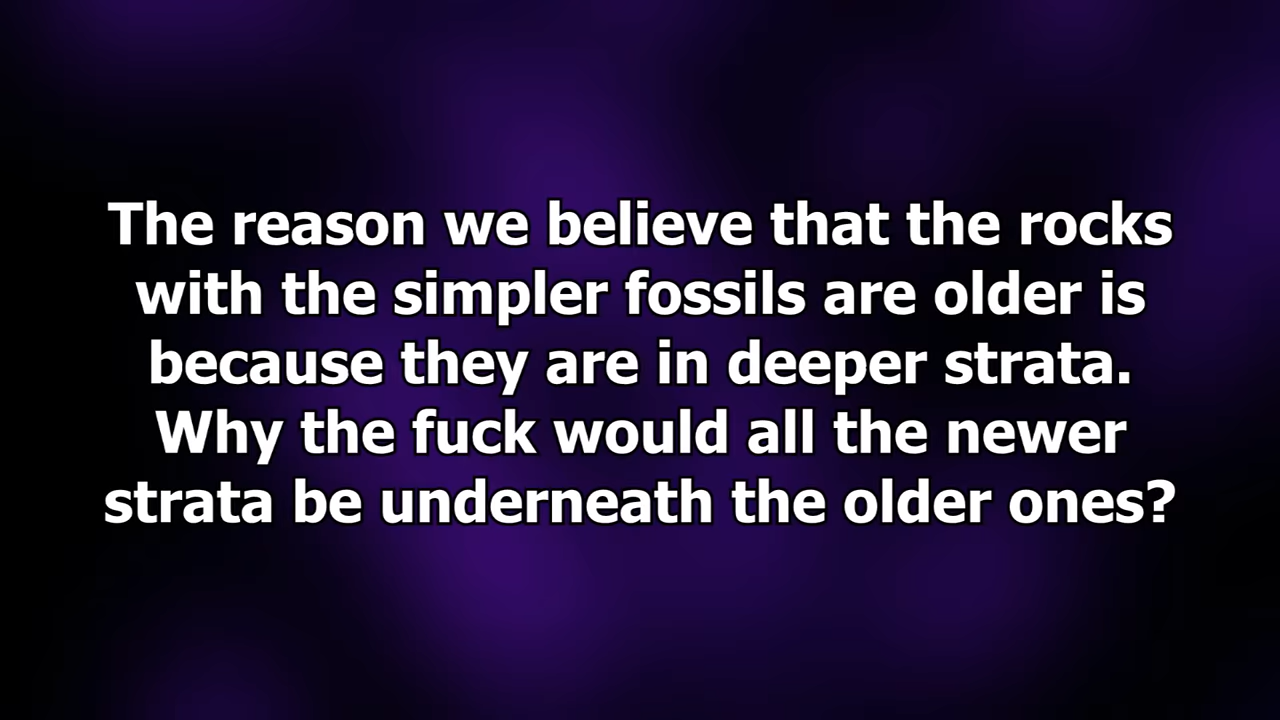 The reason we believe that the rocks
with the simpler fossils are older is
because they are in deeper strata.
Why the fuck would all the newer
strata be underneath the older ones?